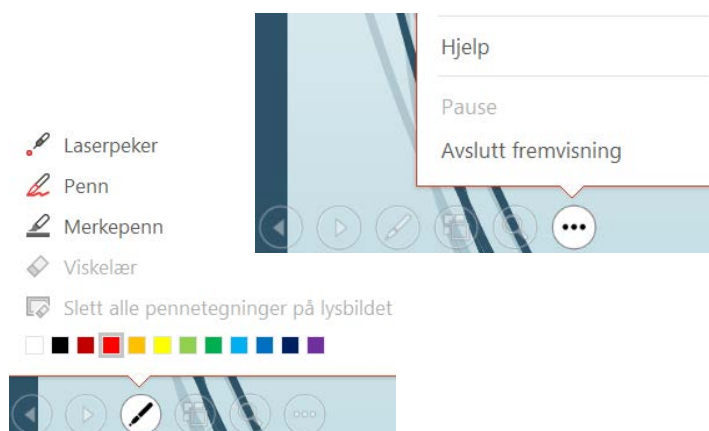 Hjelp
Pause
Avslutt fremvisning
Laserpeker
Penn
Merkepenn
Viskelær
Slett alle pennetegninger på lysbildet